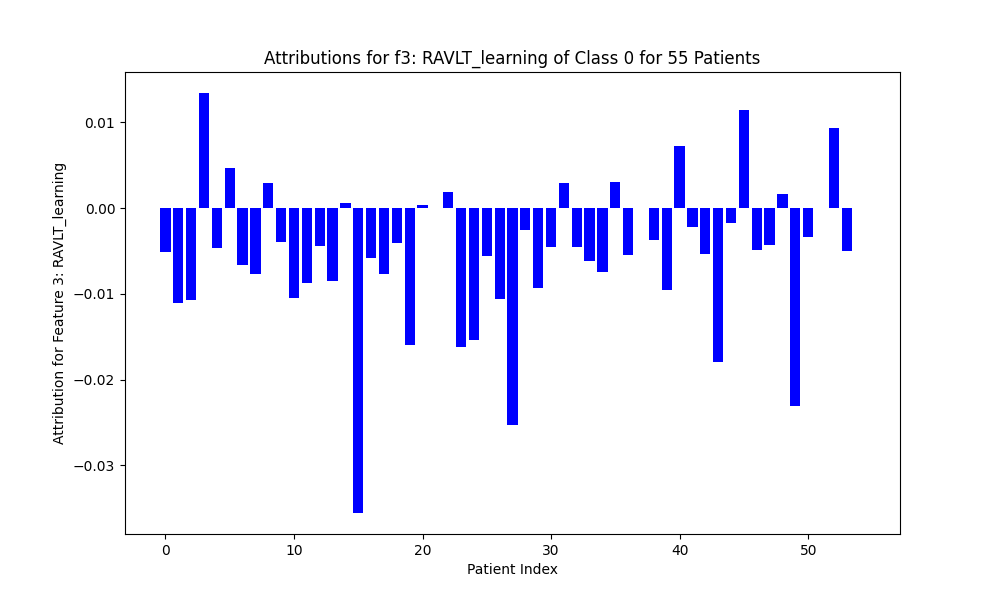 Attributions for f3: RAVLT_learning of Class 0 for 55 Patients
Attribution for Feature 3: RAVLT_learning
0.01
0.00
−0.01
−0.02
−0.03
0 10 20 30 40 50
Patient Index